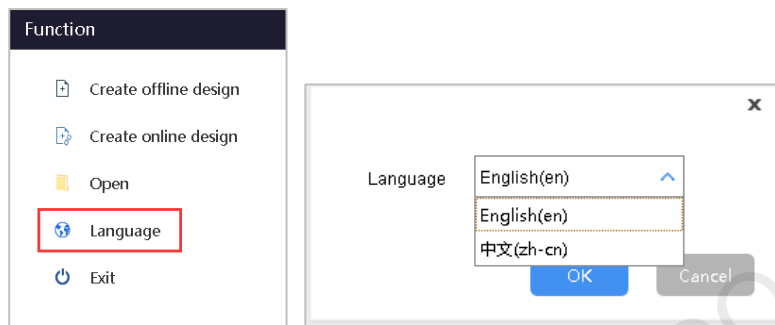 Function
Create offline design
Create online design
Open
Language
Exit
x
Language
English(en)
English(en)
中文(zh-cn)
OK
Cancel